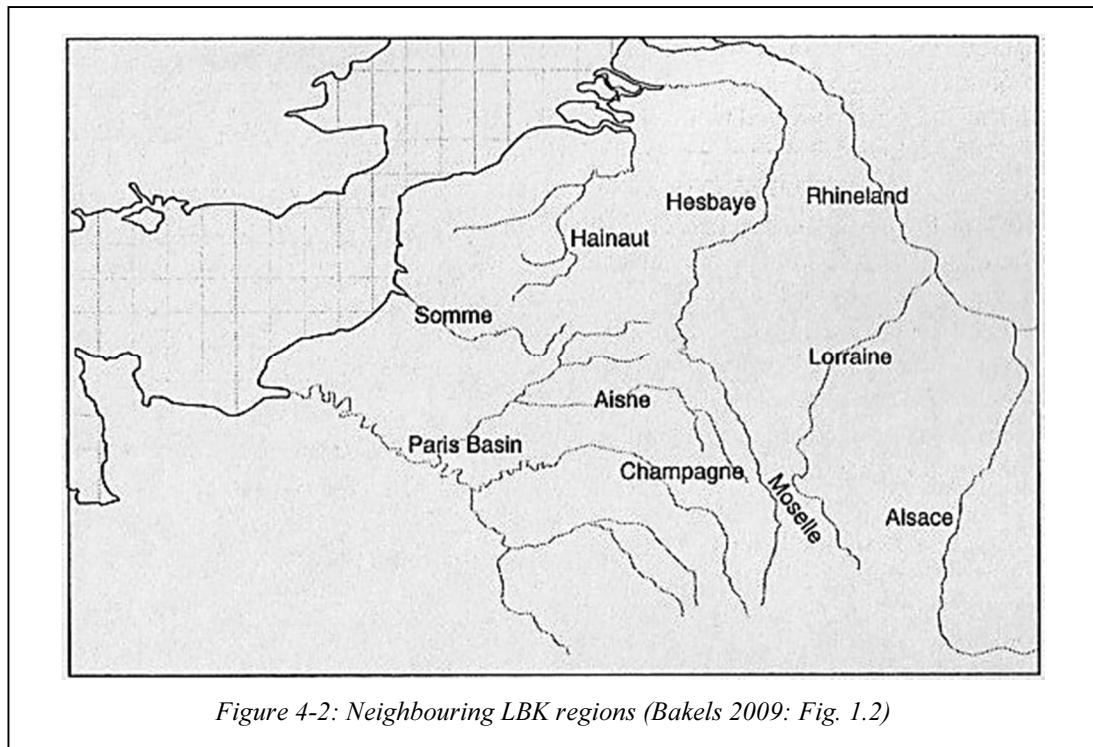 Hesbaye
Rhineland
Hainaut
Somme
Lorraine
Aisne
Paris Basin
Champagne
Moselle
Alsace
Figure 4-2: Neighbouring LBK regions (Bakels 2009: Fig. 1.2)